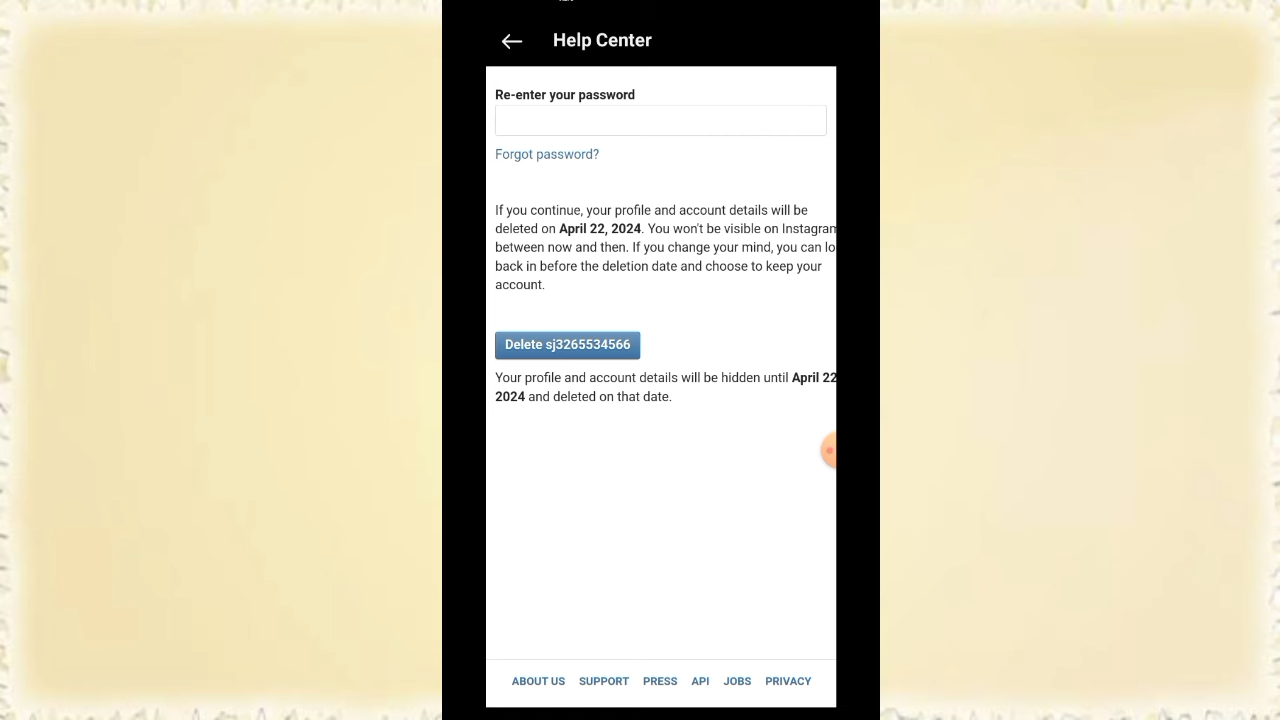 Help Center
Re-enter your password
Forgot password?
If you continue, your profile and account details will be
deleted on April 22, 2024. You won't be visible on Instagram
between now and then. If you change your mind, you can lo
back in before the deletion date and choose to keep your
account.
Delete sj3265534566
Your profile and account details will be hidden until April 22
2024 and deleted on that date.
ABOUT US SUPPORT PRESS API JOBS PRIVACY